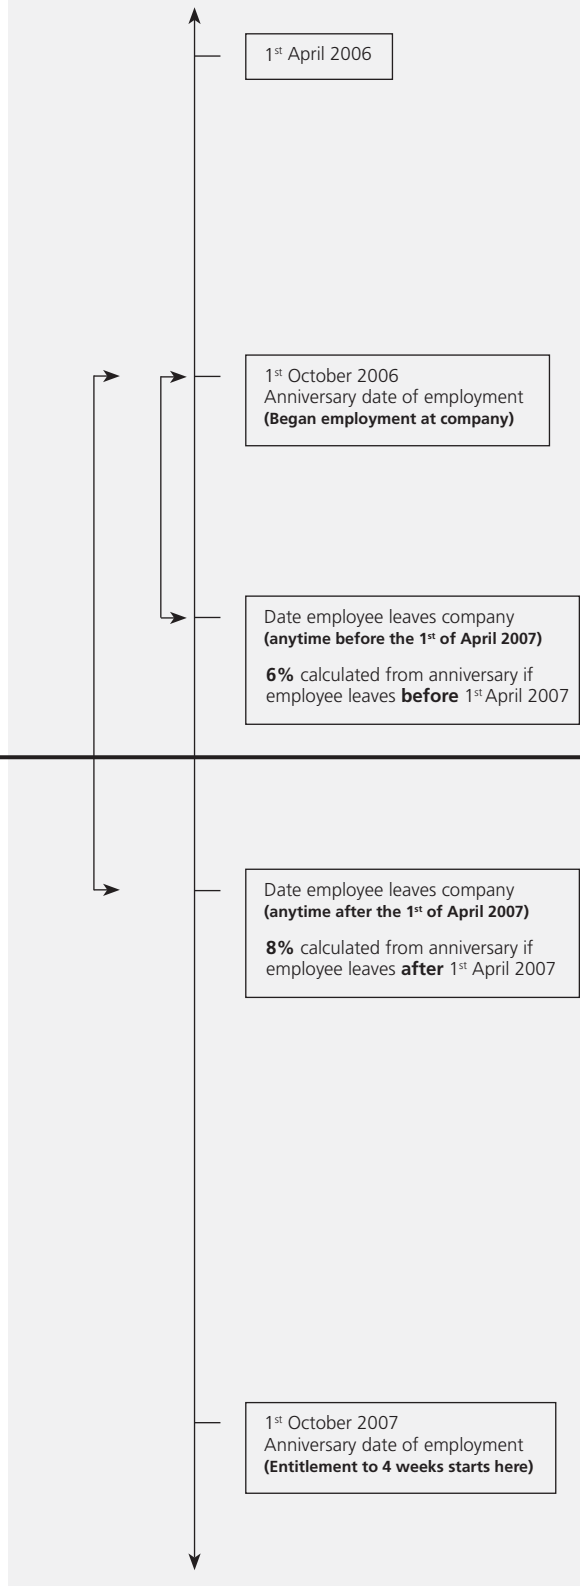 1st April 2006
1st October 2006
Anniversary date of employment
(Began employment at company)
Date employee leaves company
(anytime before the 1st of April 2007)
6% calculated from anniversary if
employee leaves before 1st April 2007
Date employee leaves company
(anytime after the 1st of April 2007)
8% calculated from anniversary if
employee leaves after 1st April 2007
1st October 2007
Anniversary date of employment
(Entitlement to 4 weeks starts here)